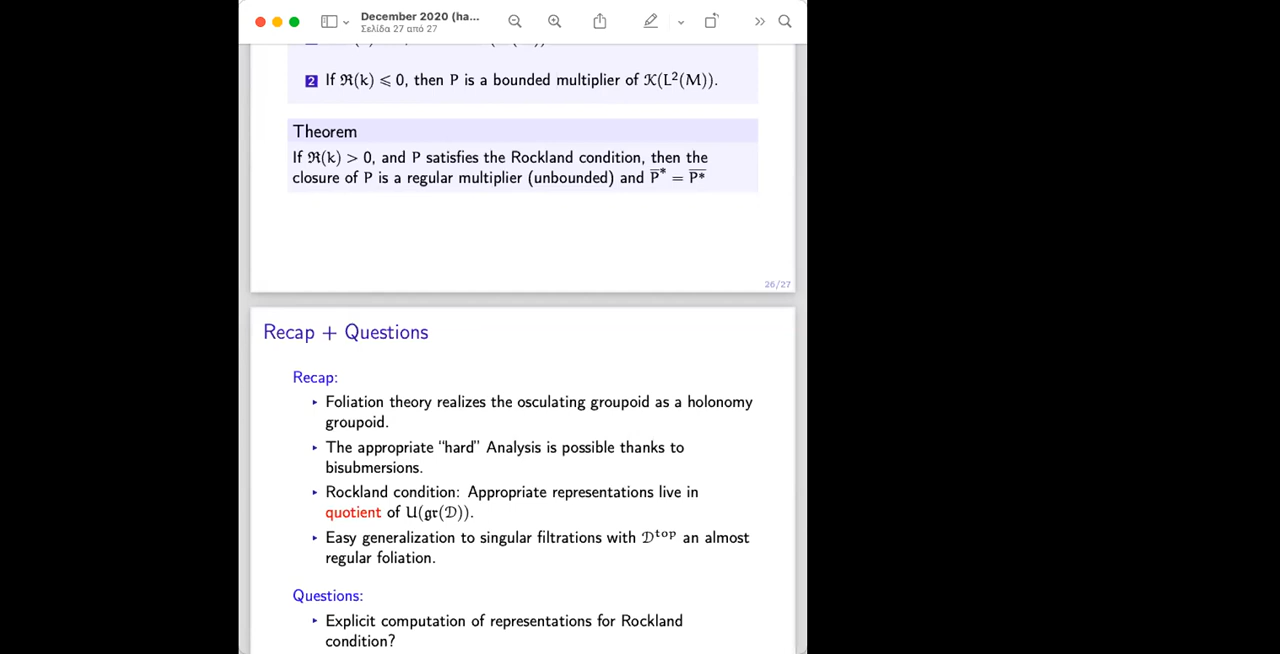 December 2020 (ha...
Σελίδα 27 από 27
2 If ℜ(k) ⩽ 0, then P is a bounded multiplier of 𝒦(L²(M)).
Theorem
If ℜ(k) > 0, and P satisfies the Rockland condition, then the
closure of P is a regular multiplier (unbounded) and P̅* = P̅*̅
26/27
Recap + Questions
Recap:
‣ Foliation theory realizes the osculating groupoid as a holonomy
groupoid.
‣ The appropriate “hard” Analysis is possible thanks to
bisubmersions.
‣ Rockland condition: Appropriate representations live in
quotient of U(𝔤𝔯(𝒟)).
‣ Easy generalization to singular filtrations with 𝒟ᵗᵒᵖ an almost
regular foliation.
Questions:
‣ Explicit computation of representations for Rockland
condition?